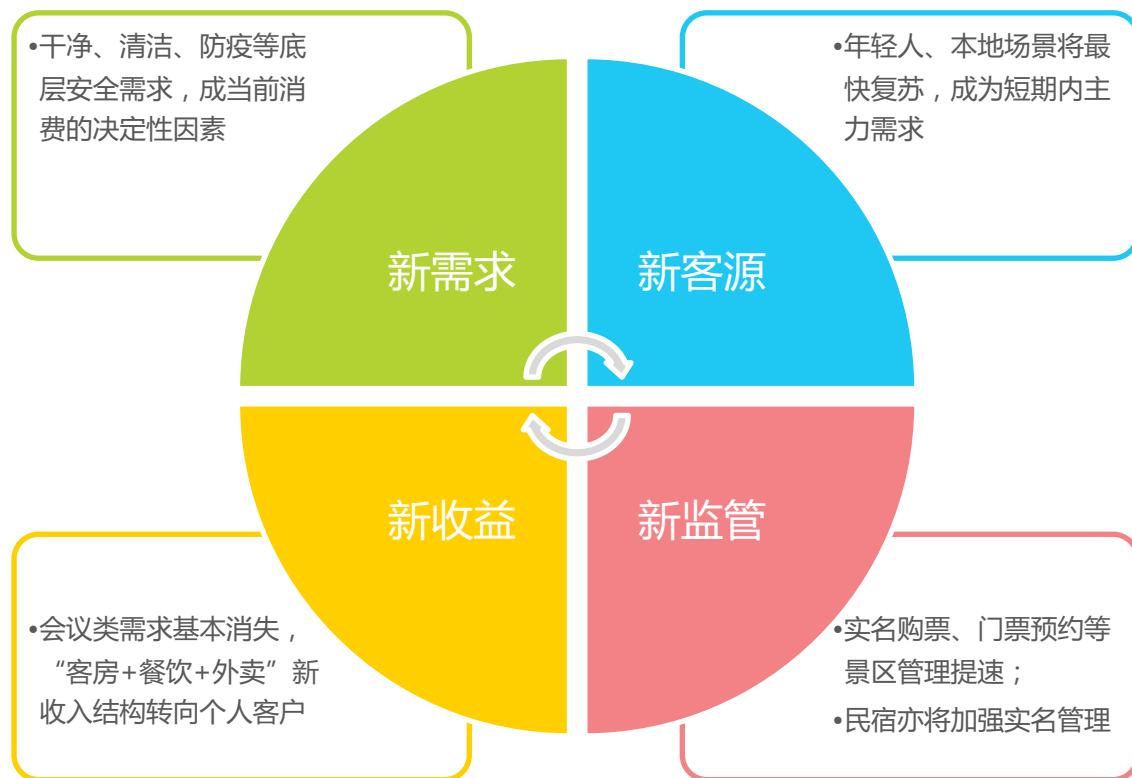 •干净、清洁、防疫等底
层安全需求，成当前消
费的决定性因素
•年轻人、本地场景将最
快复苏，成为短期内主
力需求
新需求
新客源
新收益
新监管
•会议类需求基本消失，
“客房+餐饮+外卖”新
收入结构转向个人客户
•实名购票、门票预约等
景区管理提速；
•民宿亦将加强实名管理